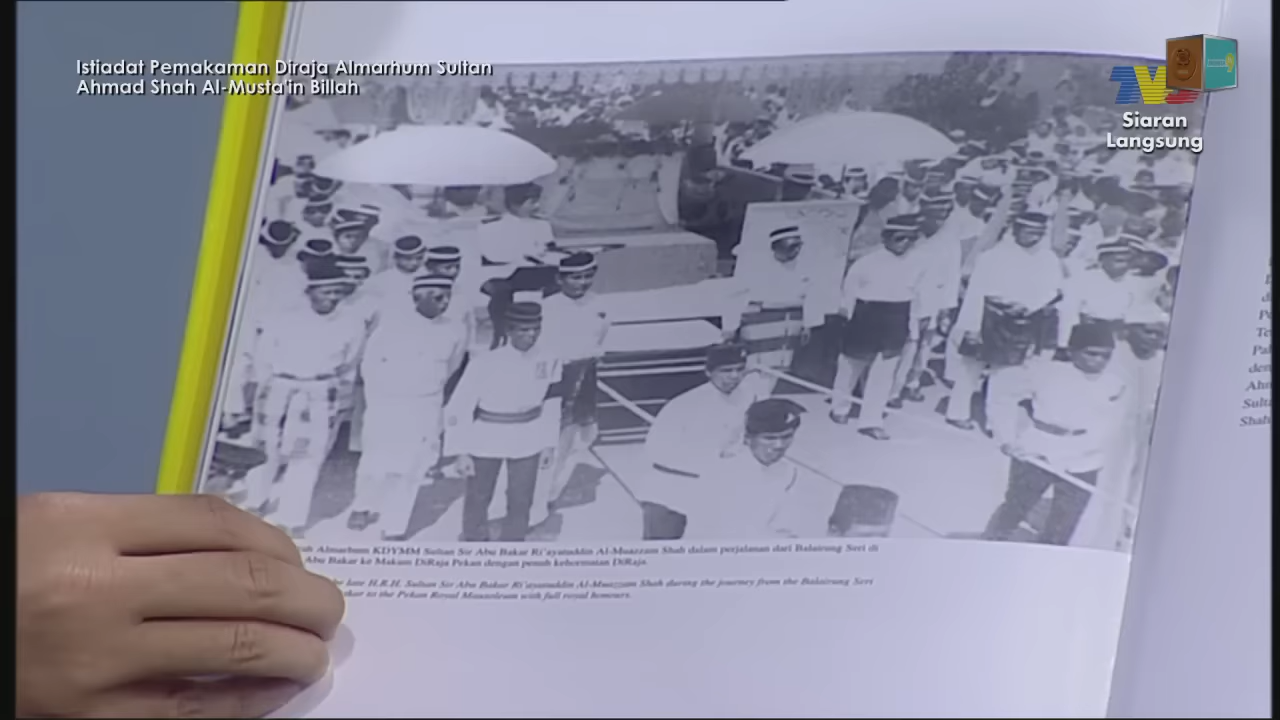 Istiadat Pemakaman Diraja Almarhum Sultan
Ahmad Shah Al-Musta'in Billah
TV3
Siaran
Langsung
Almarhum KDYMM Sultan Sir Abu Bakar Ri'ayatuddin Al-Muazzam Shah dalam perjalanan dari Balairung Seri di
Abu Bakar ke Makam DiRaja Pekan dengan penuh kehormatan DiRaja.
late H.R.H. Sultan Sir Abu Bakar Ri'ayatuddin Al-Muazzam Shah during the journey from the Balairung Seri
to the Pekan Royal Mausoleum with full royal honours.